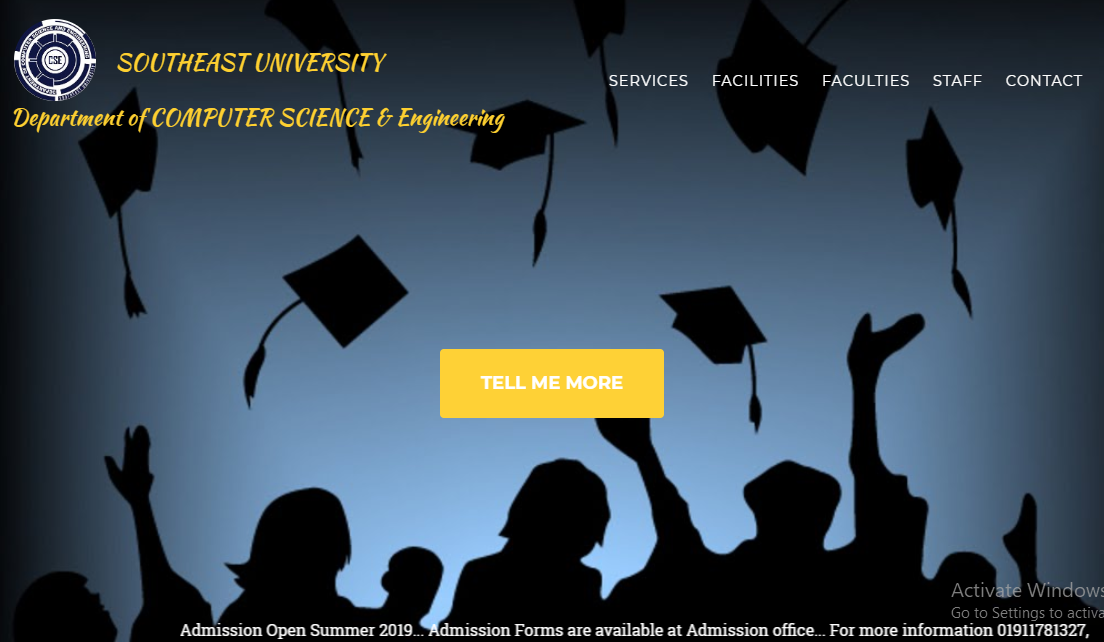 CSE
SOUTHEAST UNIVERSITY
Department of COMPUTER SCIENCE & Engineering
SERVICES FACILITIES FACULTIES STAFF CONTACT
TELL ME MORE
Activate Windows
Go to Settings to activa
Admission Open Summer 2019... Admission Forms are available at Admission office... For more information 01911781327,